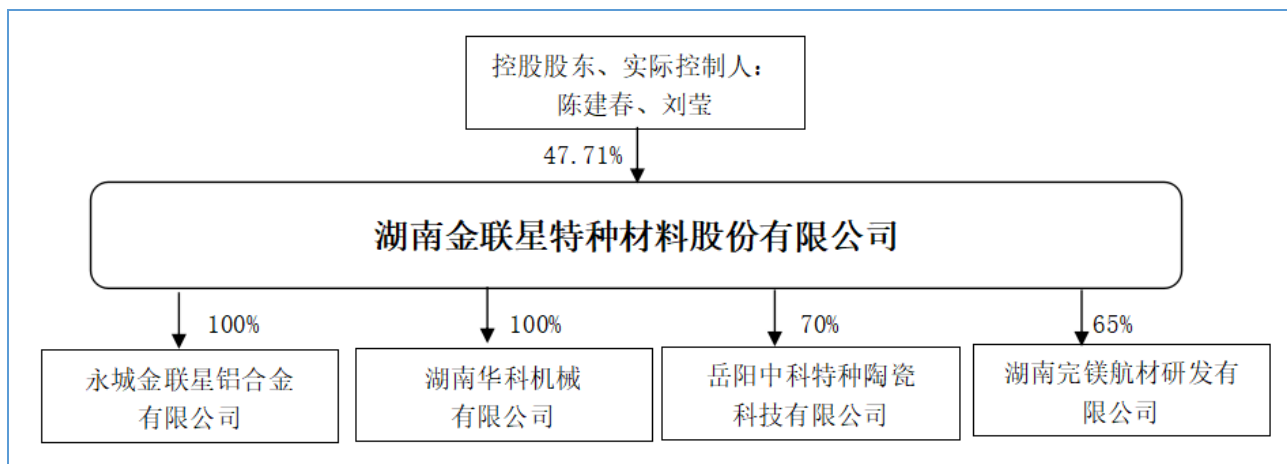 控股股东、实际控制人：
陈建春、刘莹
47.71%
湖南金联星特种材料股份有限公司
100%
100%
70%
65%
永城金联星铝合金
有限公司
湖南华科机械
有限公司
岳阳中科特种陶瓷
科技有限公司
湖南完镁航材研发有
限公司